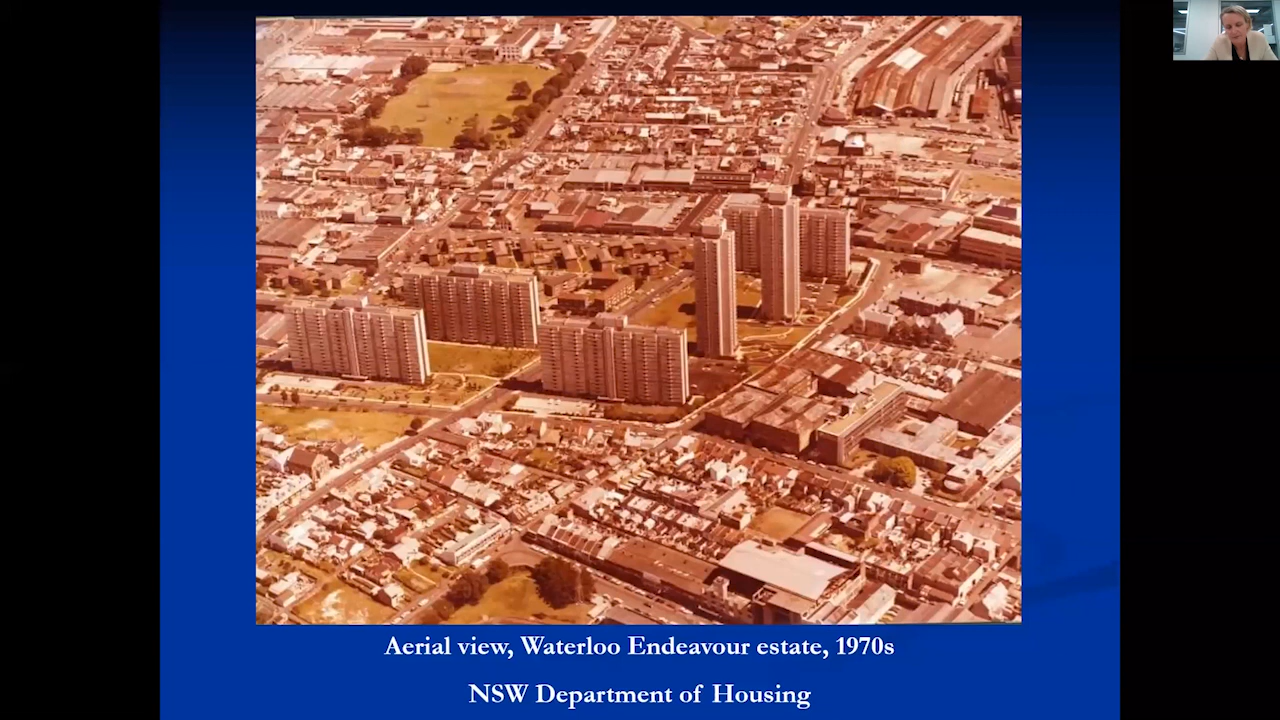 Aerial view, Waterloo Endeavour estate, 1970s
NSW Department of Housing